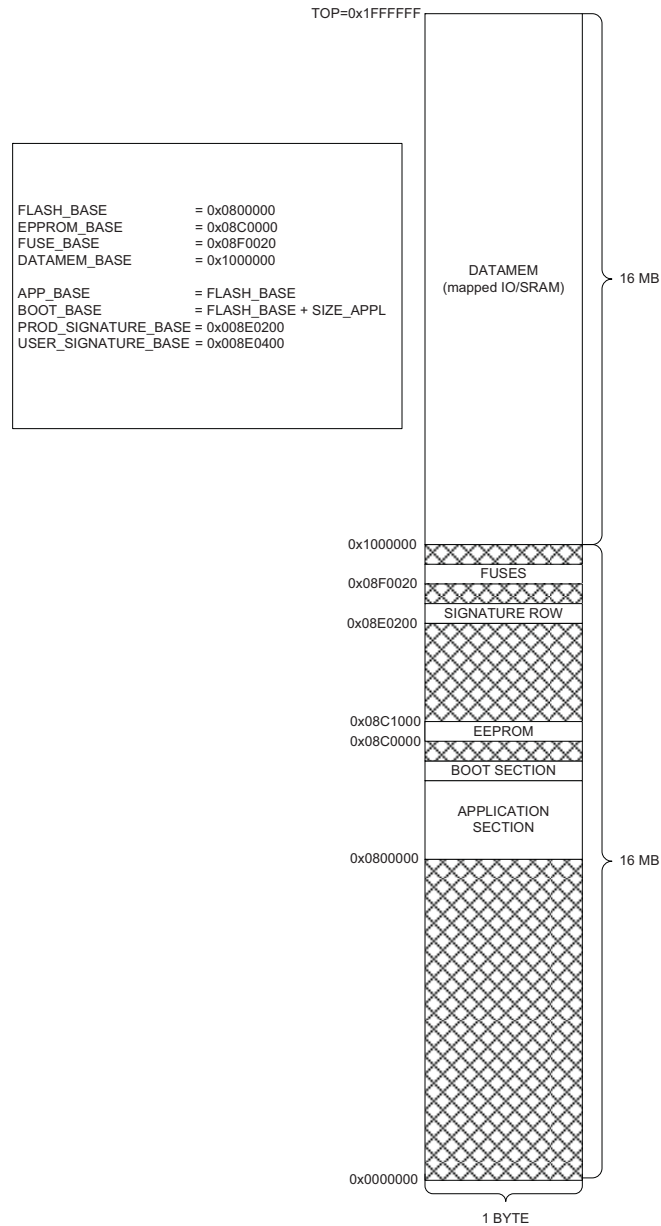 TOP=0x1FFFFFF
FLASH_BASE = 0x0800000
EPPROM_BASE = 0x08C0000
FUSE_BASE = 0x08F0020
DATAMEM_BASE = 0x1000000
APP_BASE = FLASH_BASE
BOOT_BASE = FLASH_BASE + SIZE_APPL
PROD_SIGNATURE_BASE = 0x008E0200
USER_SIGNATURE_BASE = 0x008E0400
DATAMEM
(mapped IO/SRAM)
16 MB
0x1000000
FUSES
0x08F0020
SIGNATURE ROW
0x08E0200
0x08C1000
EEPROM
0x08C0000
BOOT SECTION
APPLICATION
SECTION
0x0800000
16 MB
0x0000000
1 BYTE